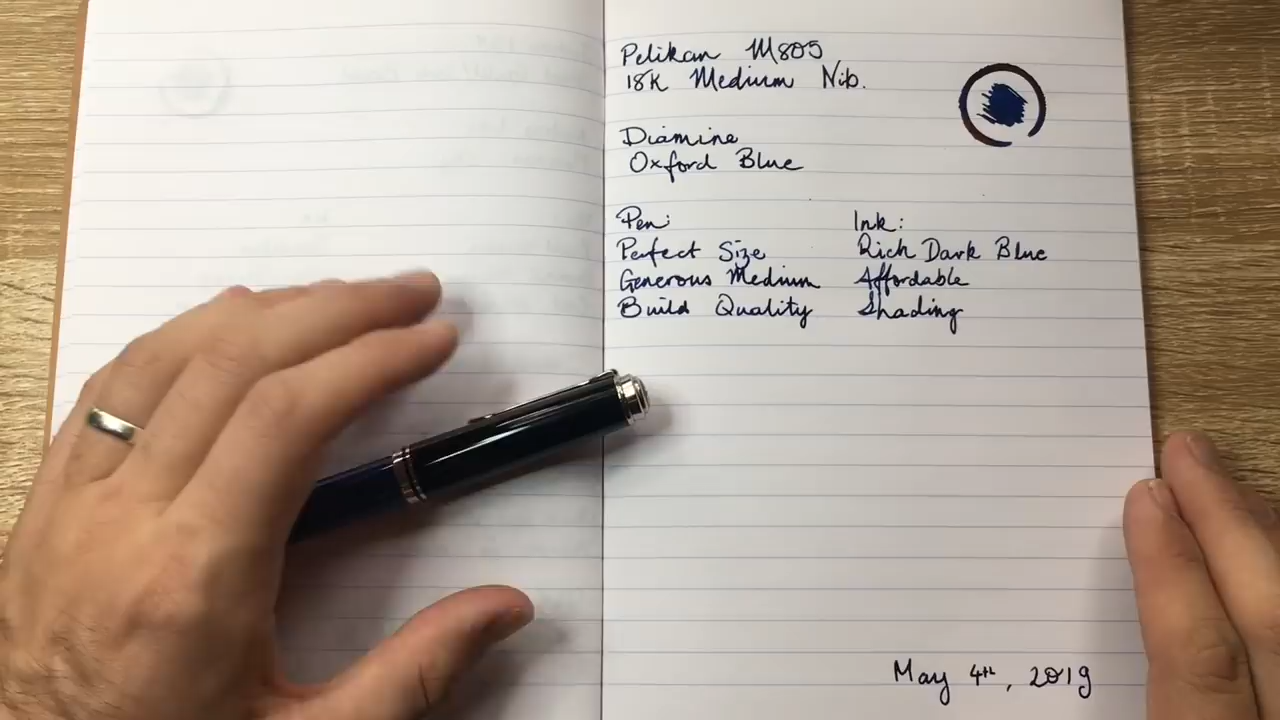 Pelikan M805
18K Medium Nib.
Diamine
Oxford Blue
Pen:
Perfect Size
Generous Medium
Build Quality
Ink:
Rich Dark Blue
Affordable
Shading
May 4th, 2019